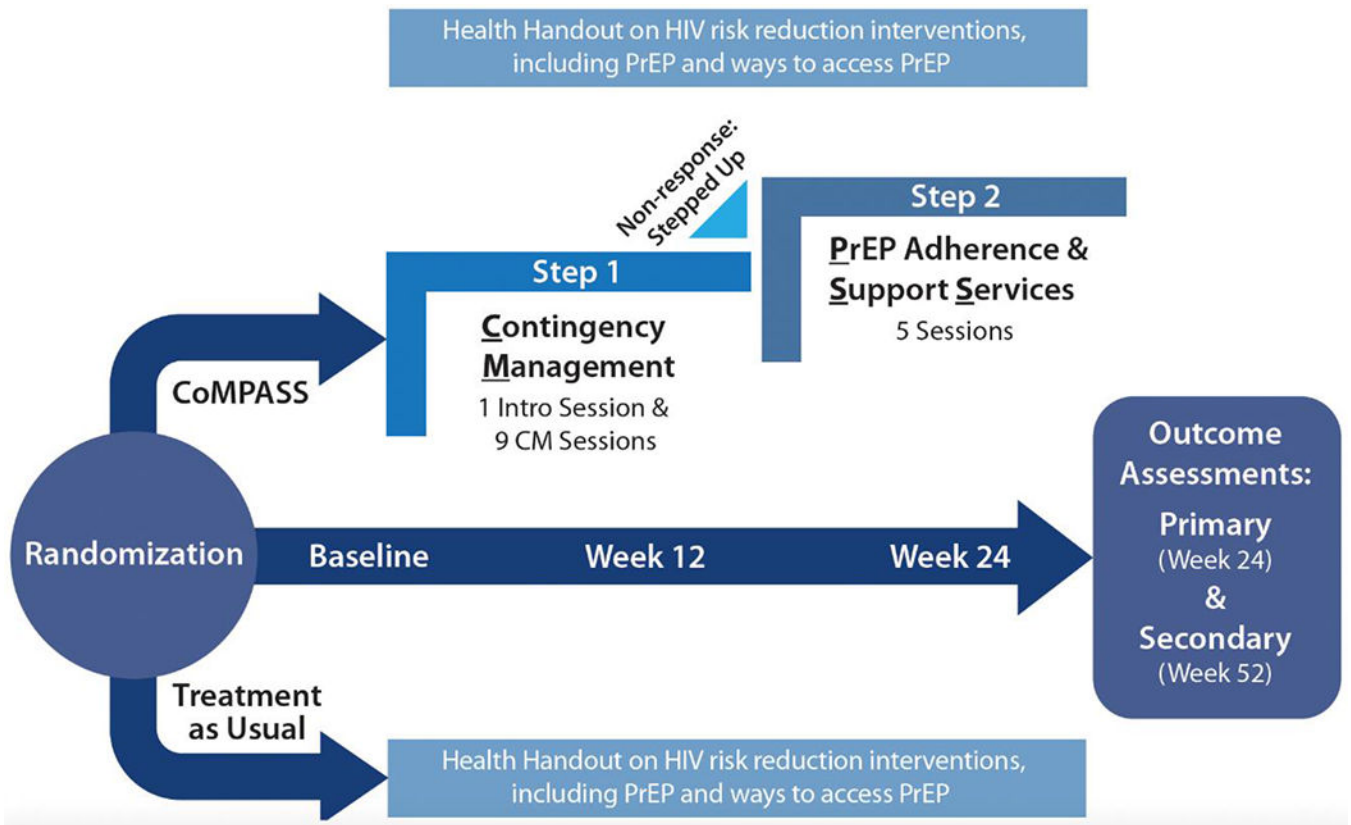 Health Handout on HIV risk reduction interventions,
including PrEP and ways to access PrEP
Non-response:
Stepped Up
Step 2
PrEP Adherence &
Support Services
5 Sessions
Step 1
Contingency
Management
1 Intro Session &
9 CM Sessions
CoMPASS
Randomization
Baseline
Week 12
Week 24
Outcome
Assessments:
Primary
(Week 24)
&
Secondary
(Week 52)
Treatment
as Usual
Health Handout on HIV risk reduction interventions,
including PrEP and ways to access PrEP